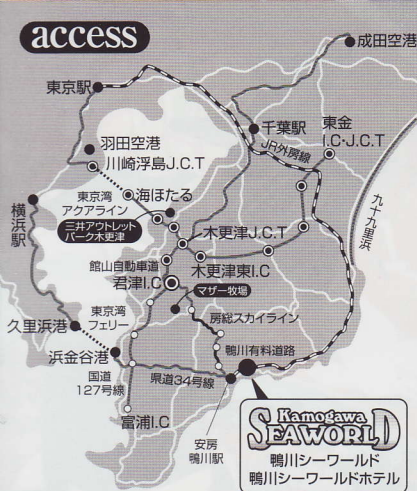 access
成田空港
東京駅
千葉駅
東金
I.C・J.C.T
JR外房線
羽田空港
川崎浮島J.C.T
東京湾
アクアライン
海ほたる
三井アウトレット
パーク木更津
横浜駅
九十九里浜
木更津J.C.T
館山自動車道
木更津東I.C
君津I.C
マザー牧場
東京湾
フェリー
房総スカイライン
久里浜港
浜金谷港
鴨川有料道路
国道
127号線
県道34号線
富浦I.C
安房
鴨川駅
Kamogawa
SEAWORLD
鴨川シーワールド
鴨川シーワールドホテル